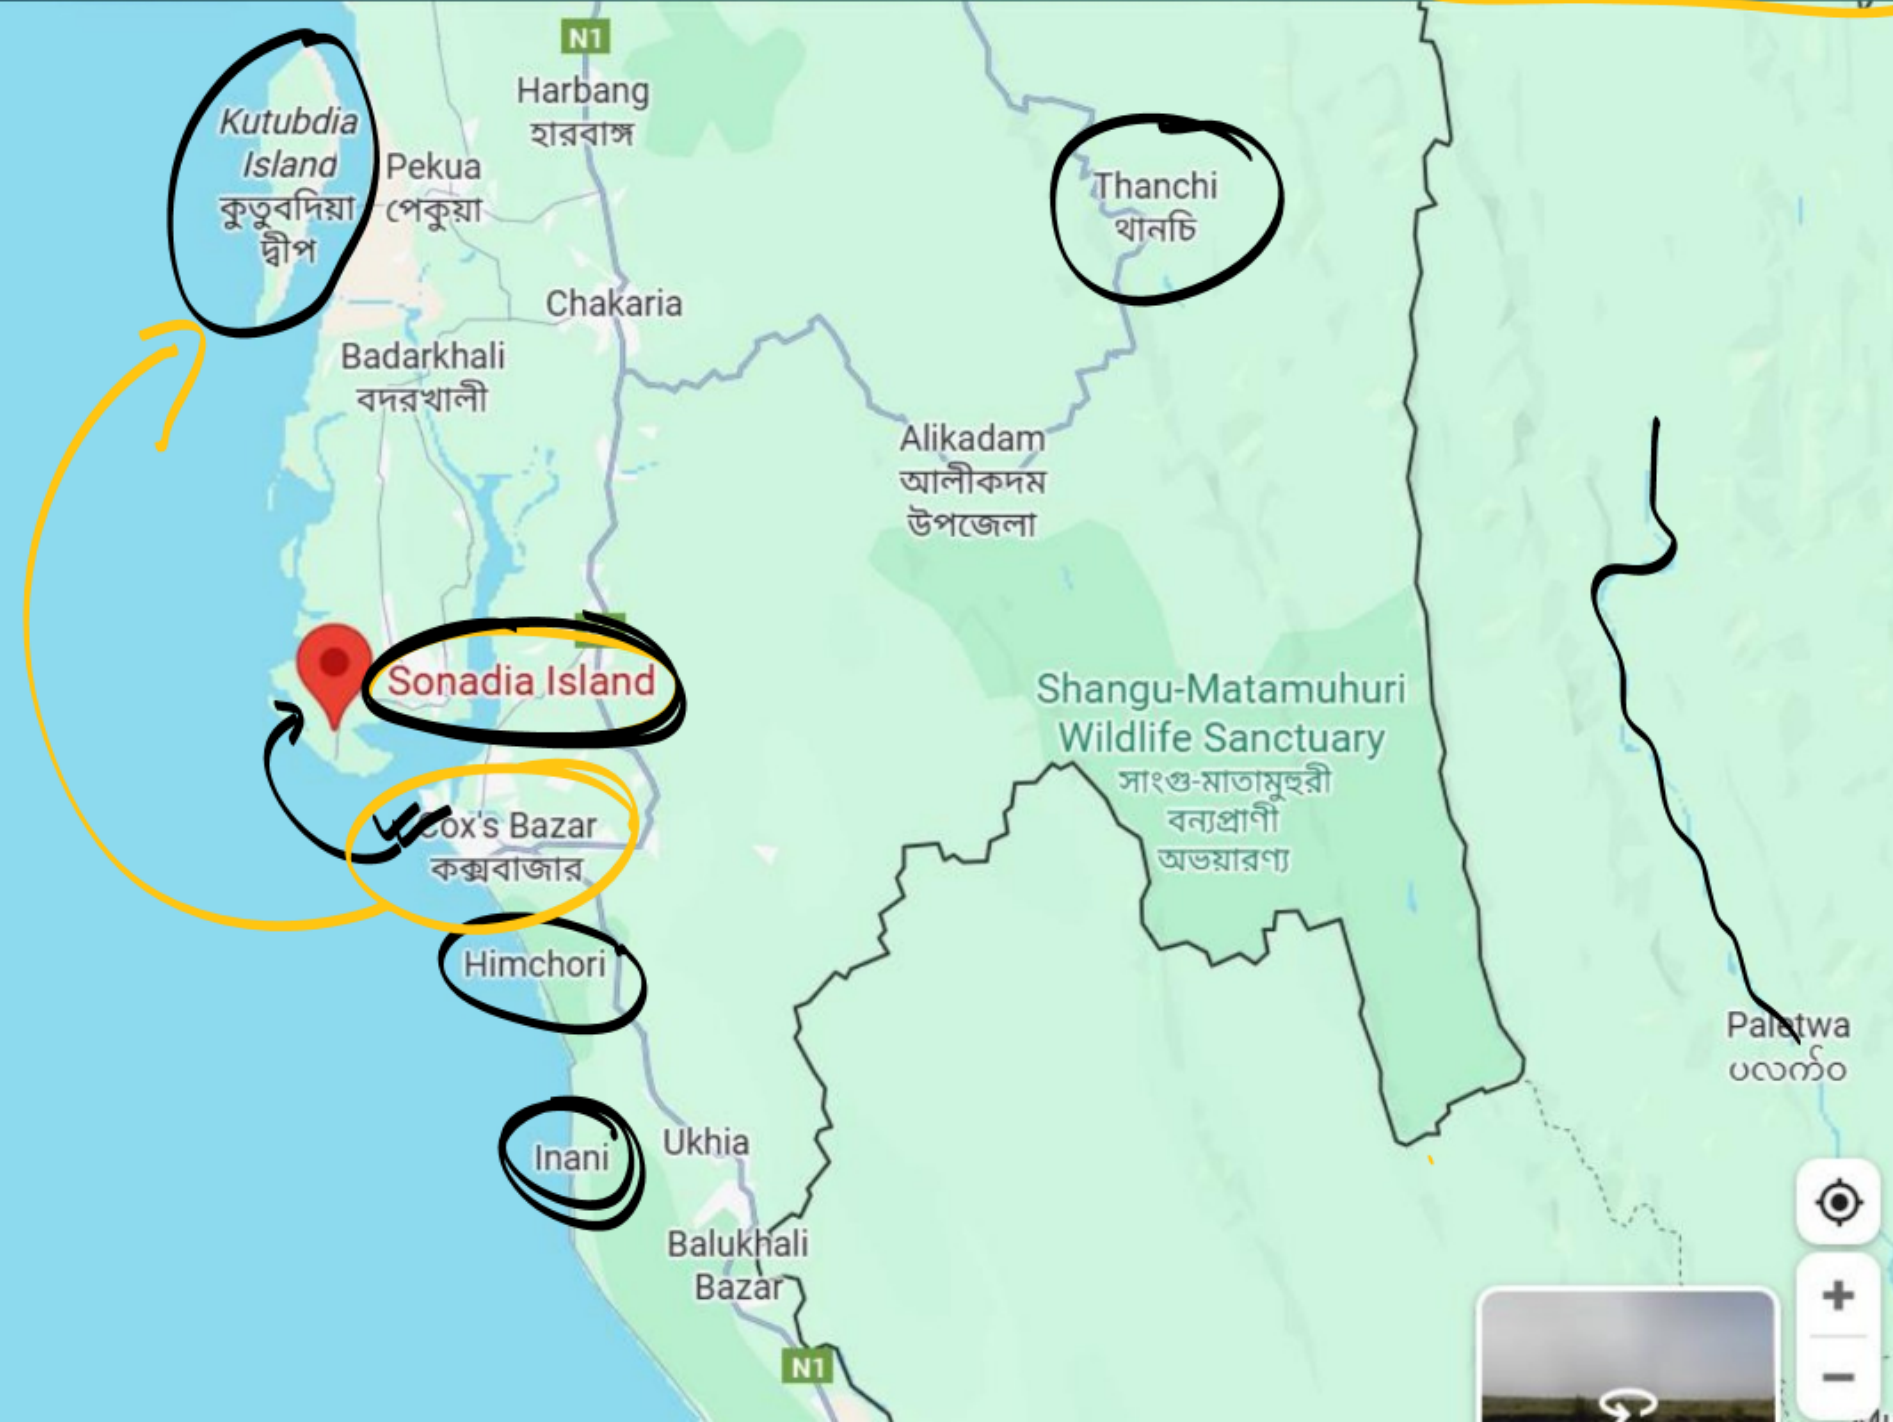 N1
Harbang
হারবাঙ্গ
Kutubdia
Island
কুতুবদিয়া
দ্বীপ
Pekua
পেকুয়া
Thanchi
থানচি
Chakaria
Badarkhali
বদরখালী
Alikadam
আলীকদম
উপজেলা
Sonadia Island
Shangu-Matamuhuri
Wildlife Sanctuary
সাংগু-মাতামুহুরী
বন্যপ্রাণী
অভয়ারণ্য
Cox's Bazar
কক্সবাজার
Himchori
Paletwa
ပလက်ဝ
Inani
Ukhia
Balukhali
Bazar
N1